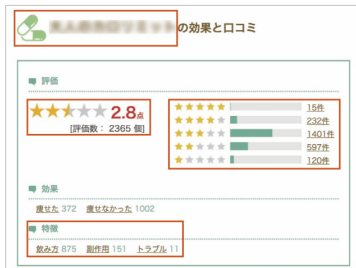 の効果と口コミ
評価
2.8点
[評価数： 2365 個]
15件
232件
1401件
597件
120件
効果
痩せた 372 痩せなかった 1002
特徴
飲み方 875 副作用 151 トラブル 11